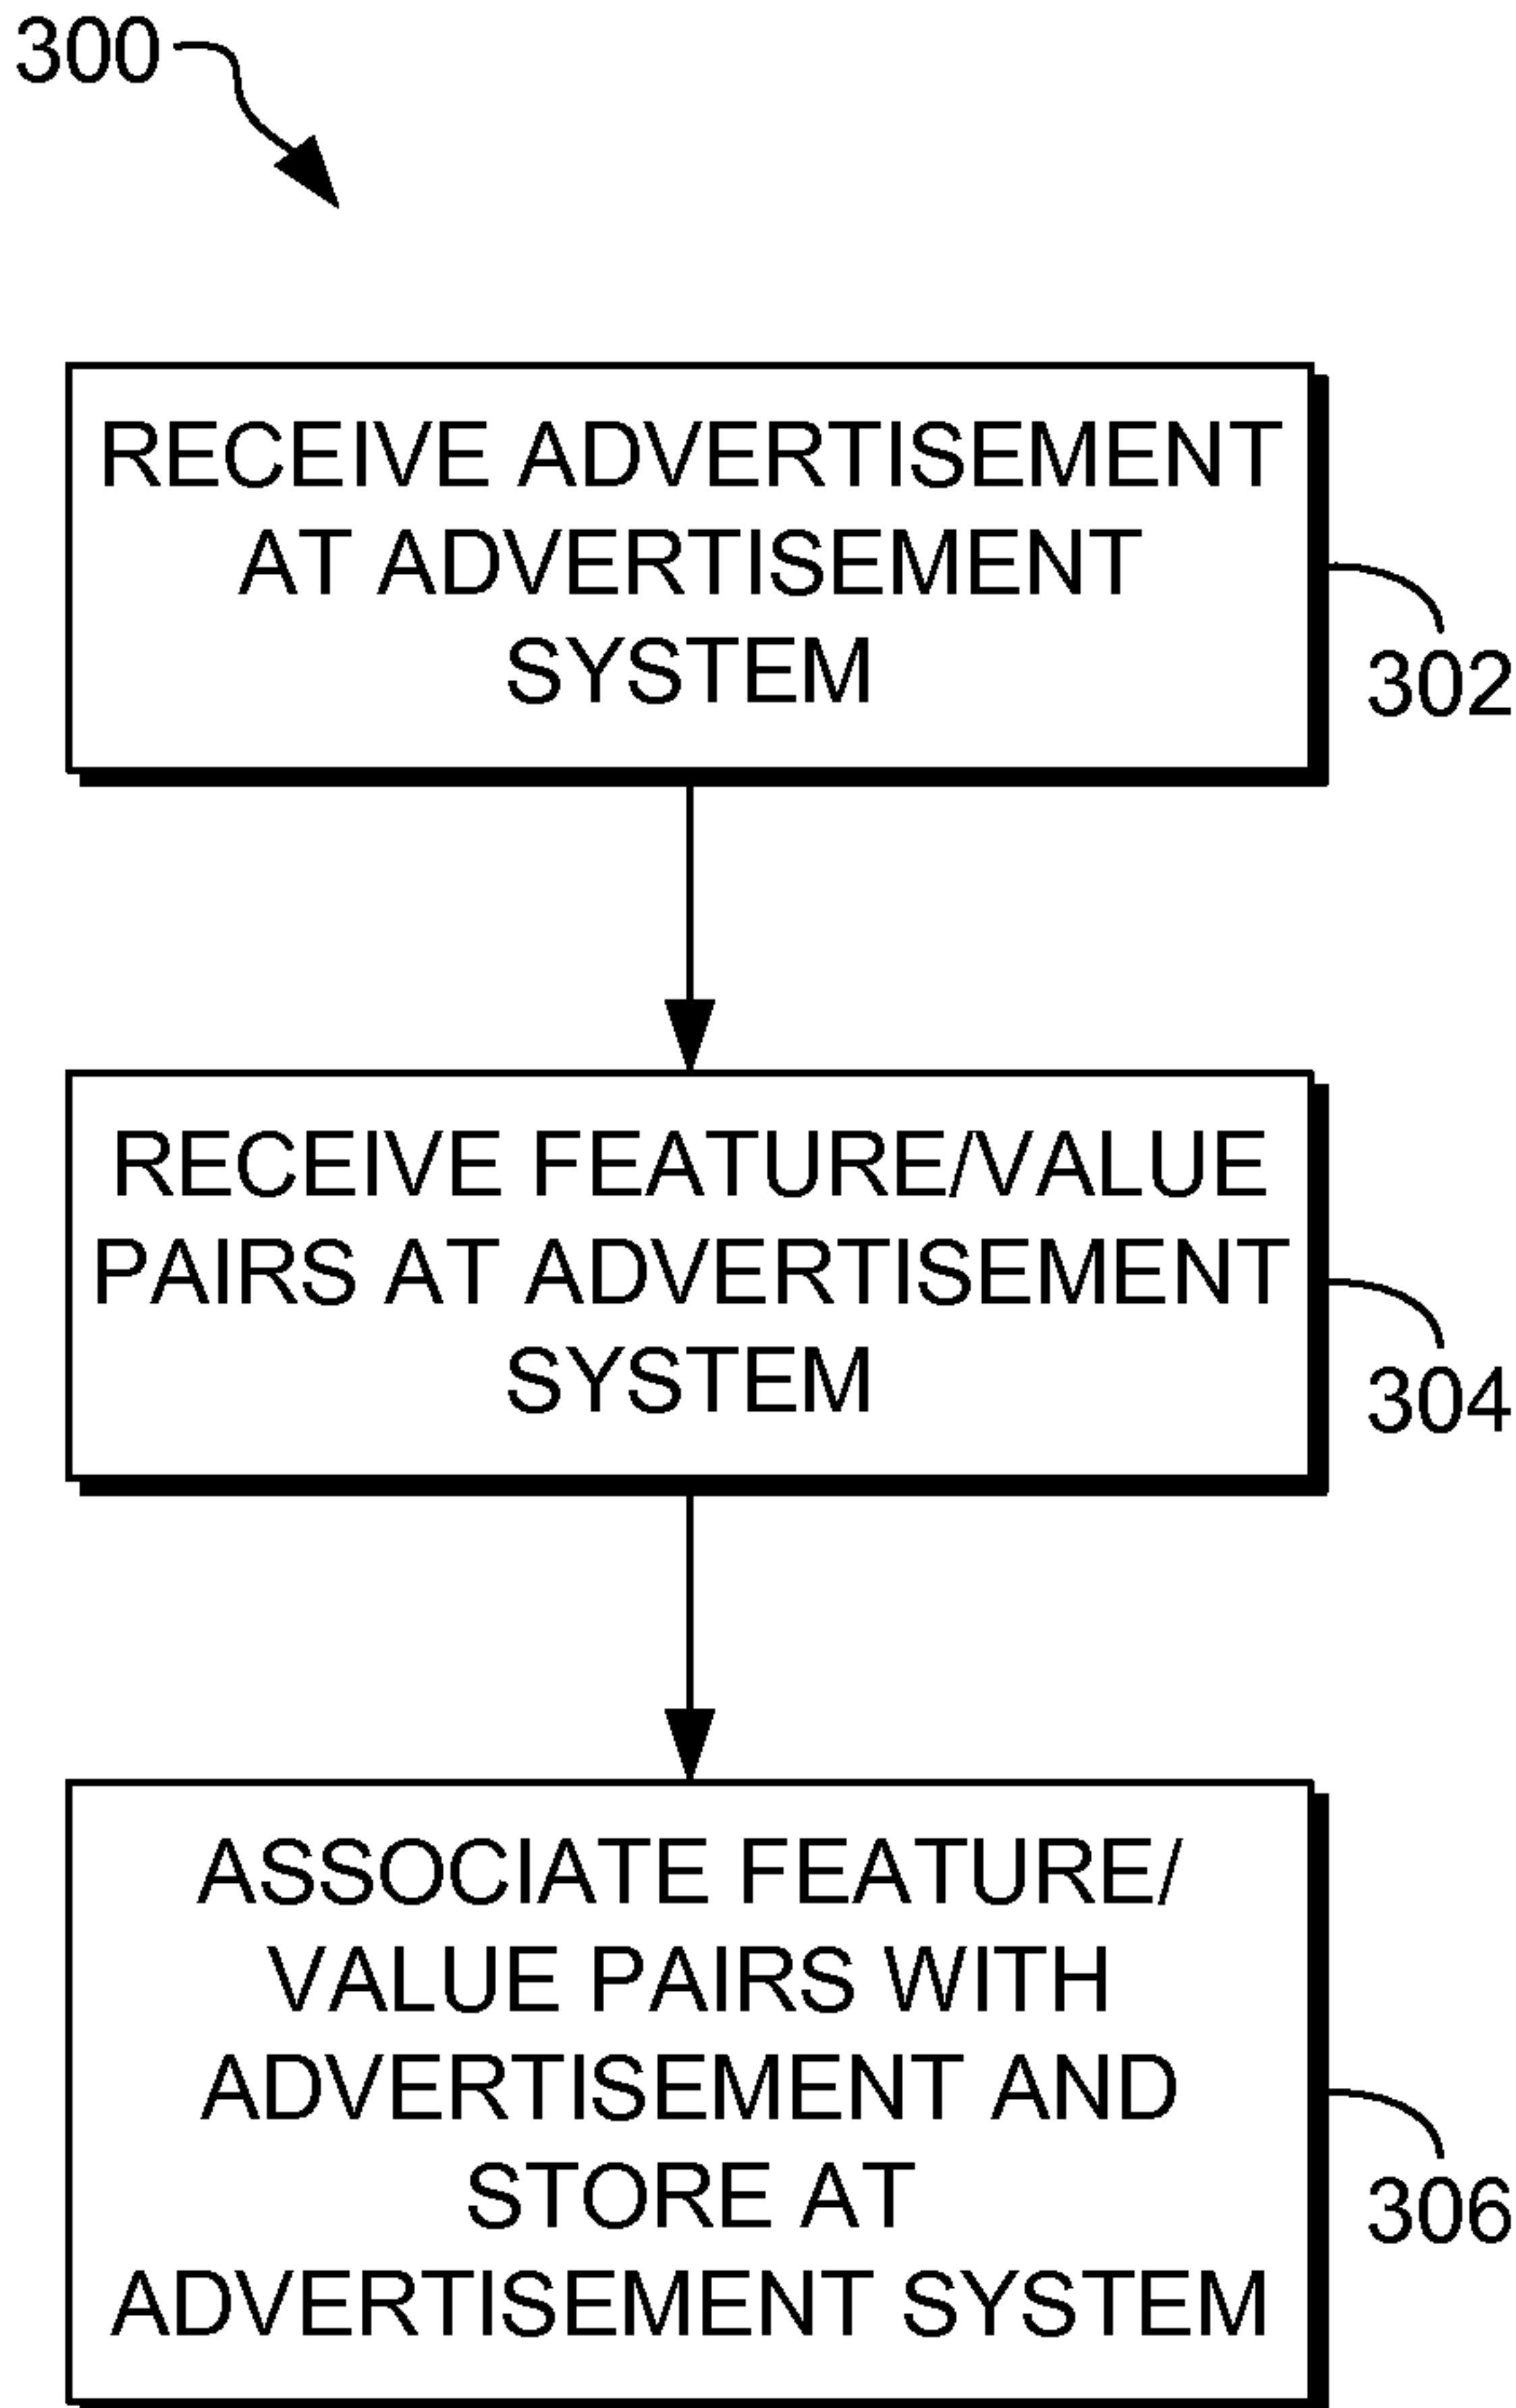 300
RECEIVE ADVERTISEMENT
AT ADVERTISEMENT
SYSTEM
302
RECEIVE FEATURE/VALUE
PAIRS AT ADVERTISEMENT
SYSTEM
304
ASSOCIATE FEATURE/
VALUE PAIRS WITH
ADVERTISEMENT AND
STORE AT
ADVERTISEMENT SYSTEM
306